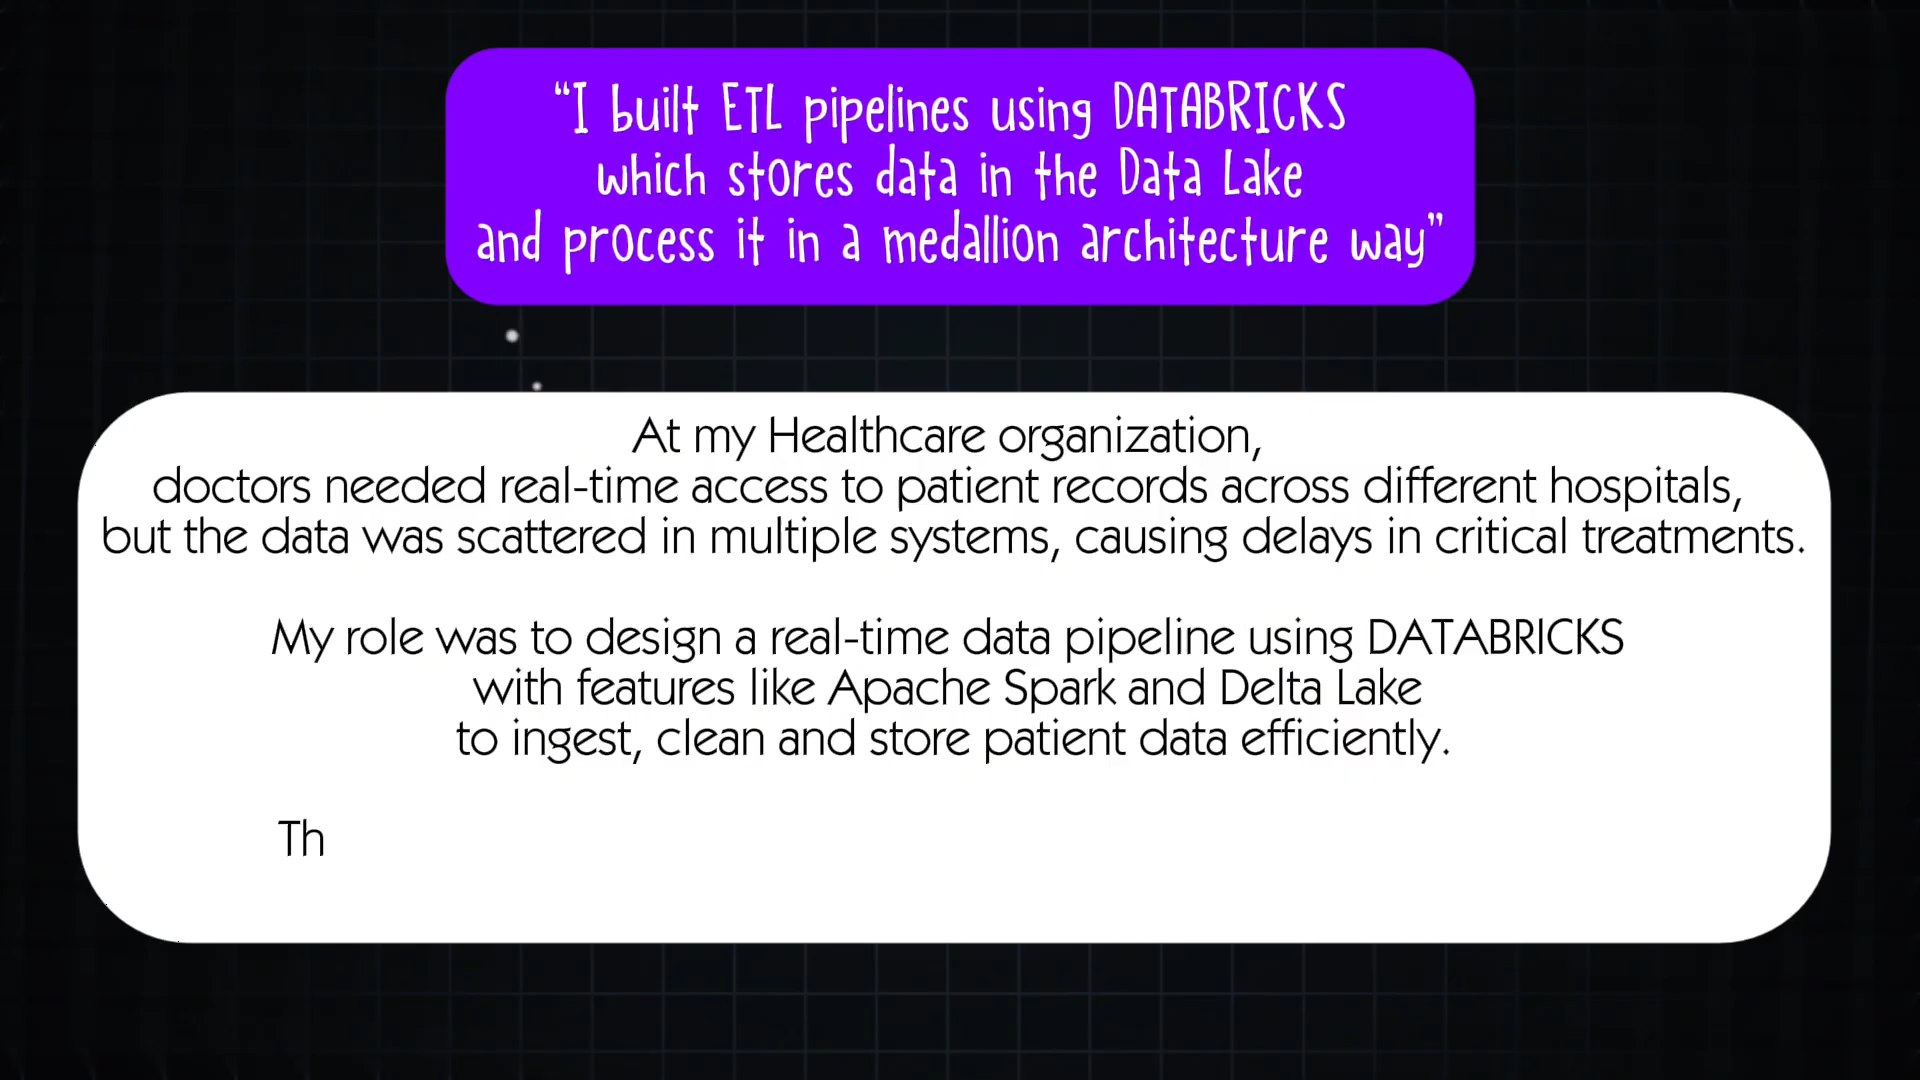 “I built ETL pipelines using DATABRICKS
which stores data in the Data Lake
and process it in a medallion architecture way”
At my Healthcare organization,
doctors needed real-time access to patient records across different hospitals,
but the data was scattered in multiple systems, causing delays in critical treatments.
My role was to design a real-time data pipeline using DATABRICKS
with features like Apache Spark and Delta Lake
to ingest, clean and store patient data efficiently.
Th